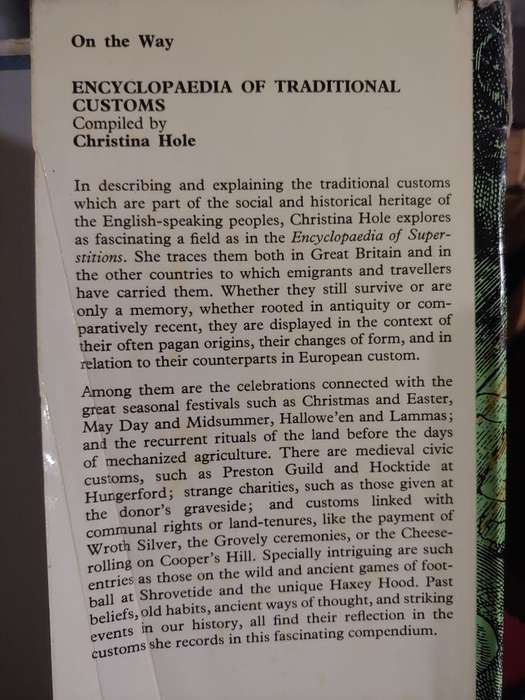 On the Way
ENCYCLOPAEDIA OF TRADITIONAL
CUSTOMS
Compiled by
Christina Hole
In describing and explaining the traditional customs
which are part of the social and historical heritage of
the English-speaking peoples, Christina Hole explores
as fascinating a field as in the Encyclopaedia of Super-
stitions. She traces them both in Great Britain and in
the other countries to which emigrants and travellers
have carried them. Whether they still survive or are
only a memory, whether rooted in antiquity or com-
paratively recent, they are displayed in the context of
their often pagan origins, their changes of form, and in
relation to their counterparts in European custom.
Among them are the celebrations connected with the
great seasonal festivals such as Christmas and Easter,
May Day and Midsummer, Hallowe'en and Lammas;
and the recurrent rituals of the land before the days
of mechanized agriculture. There are medieval civic
customs, such as Preston Guild and Hocktide at
Hungerford; strange charities, such as those given at
the donor's graveside; and customs linked with
communal rights or land-tenures, like the payment of
Wroth Silver, the Grovely ceremonies, or the Cheese-
rolling on Cooper's Hill. Specially intriguing are such
entries as those on the wild and ancient games of foot-
ball at Shrovetide and the unique Haxey Hood. Past
beliefs, old habits, ancient ways of thought, and striking
events in our history, all find their reflection in the
customs she records in this fascinating compendium.